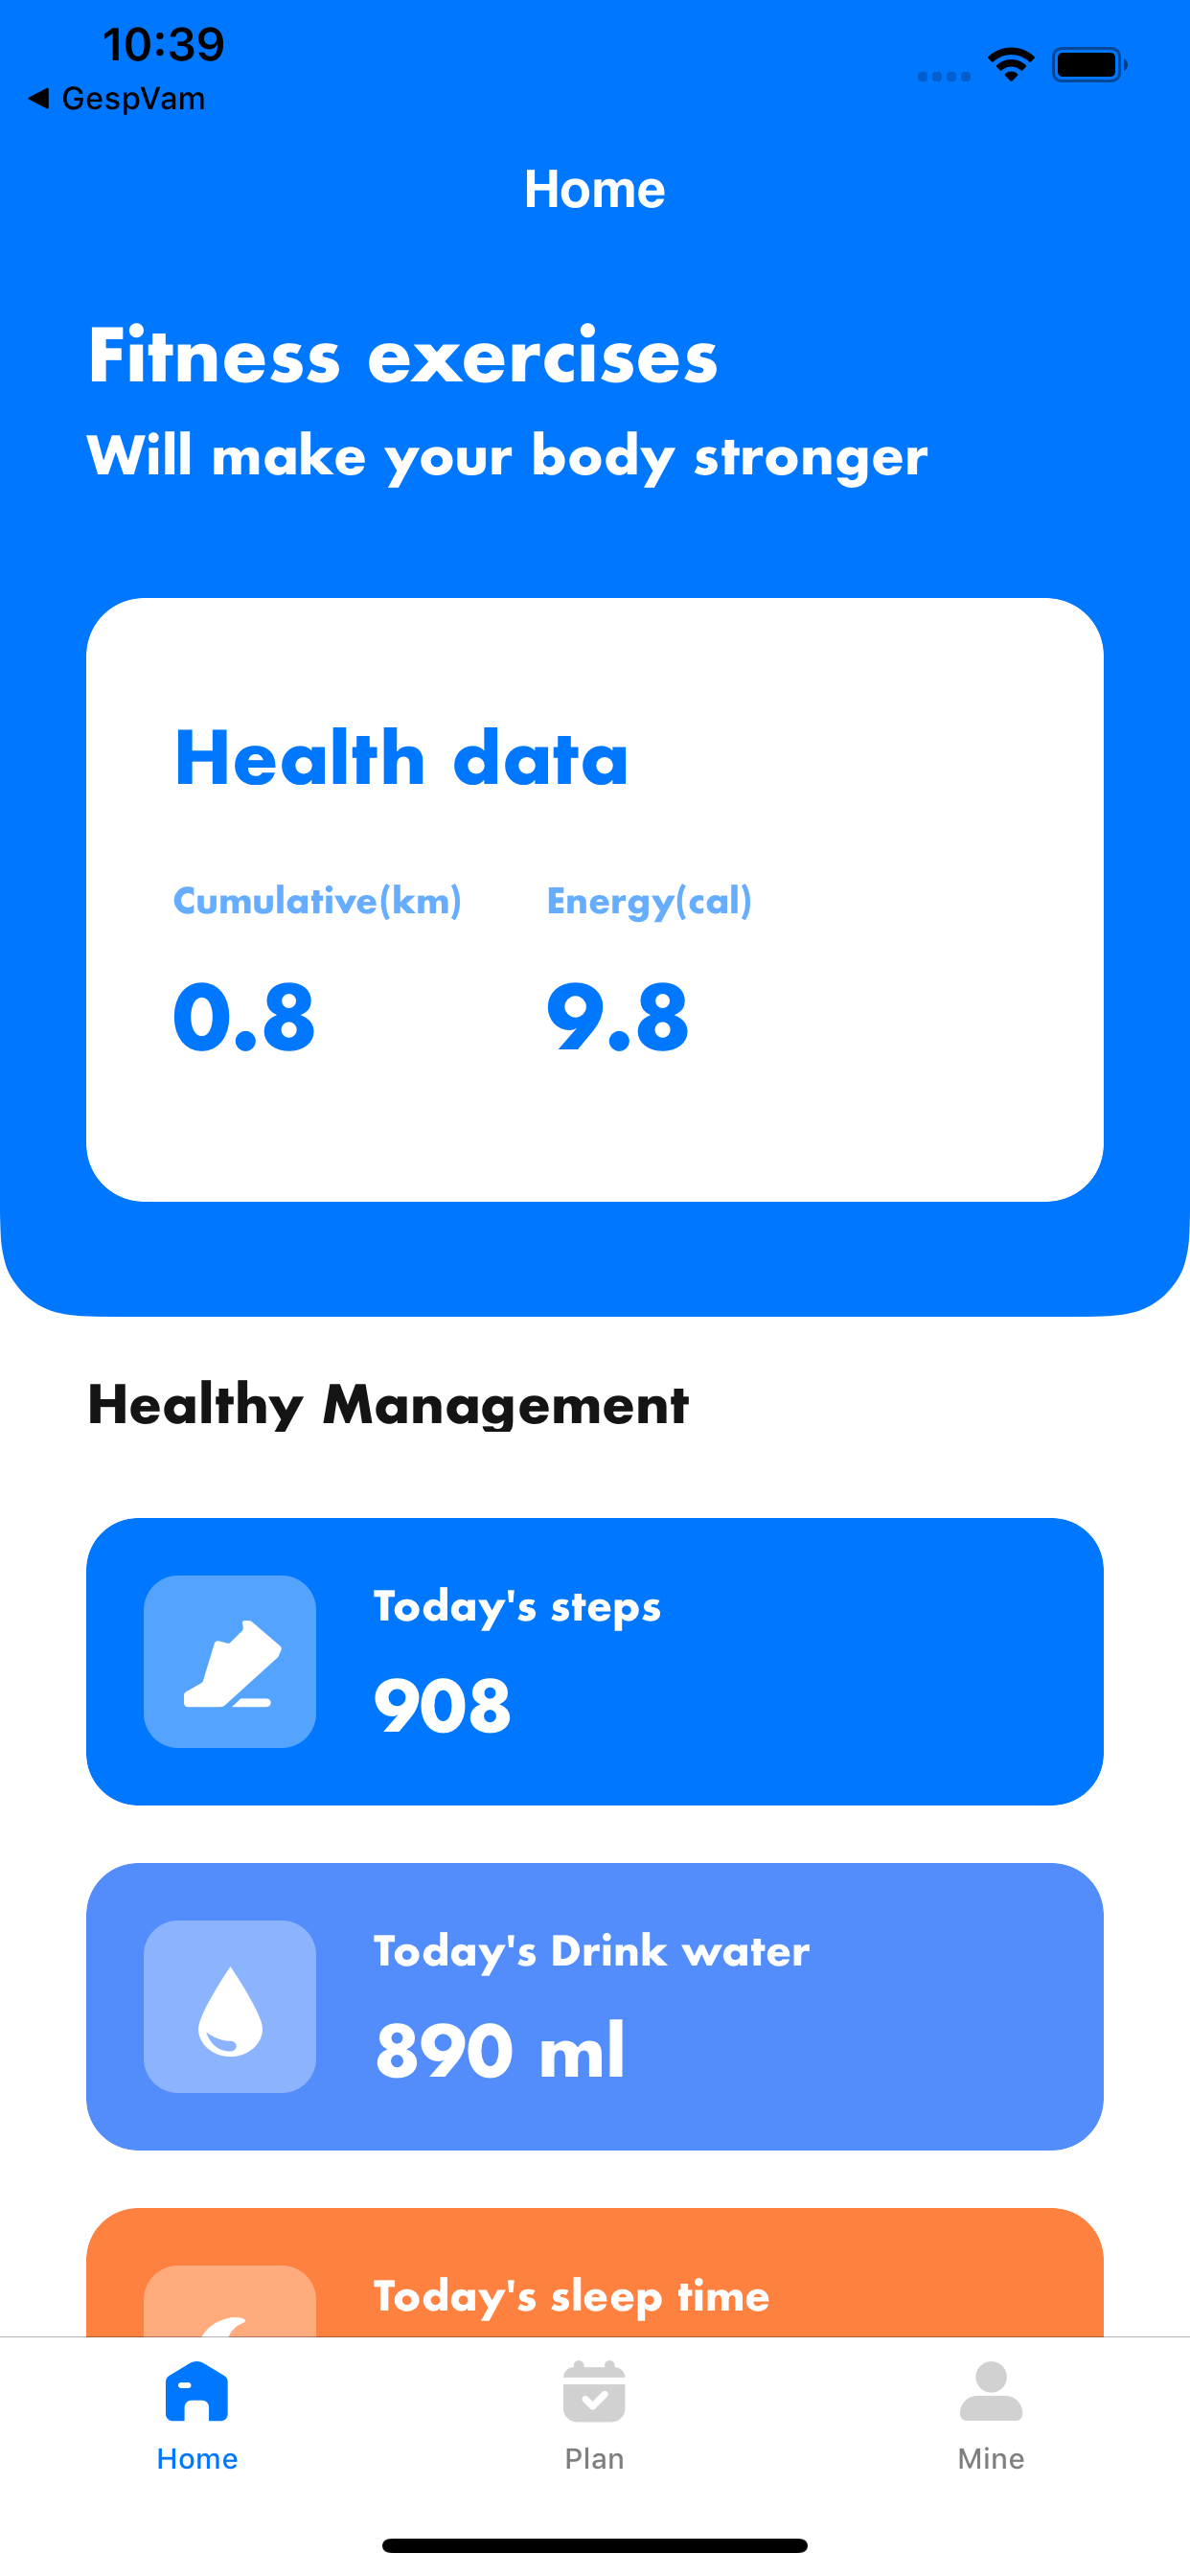 10:39
◀ GespVam
Home
Fitness exercises
Will make your body stronger
Health data
Cumulative(km) Energy(cal)
0.8 9.8
Healthy Management
Today's steps
908
Today's Drink water
890 ml
Today's sleep time
Home Plan Mine